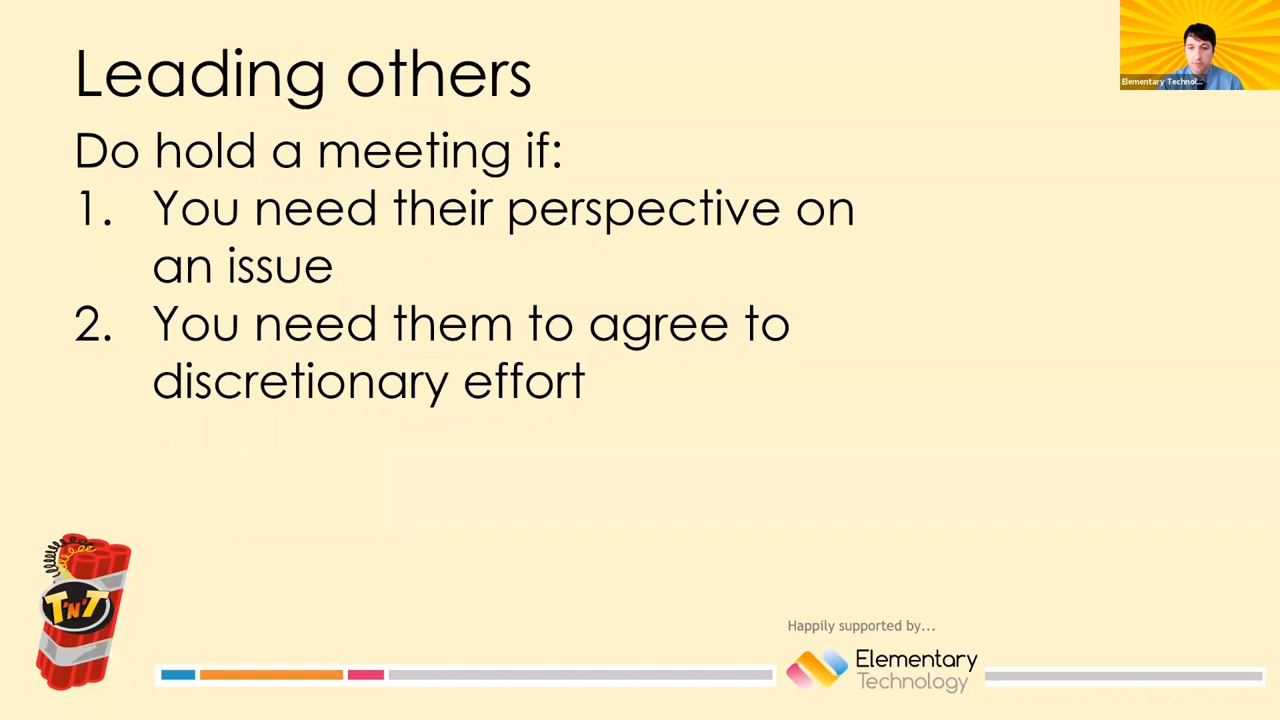 Leading others
Elementary Technol...
Do hold a meeting if:
1. You need their perspective on
an issue
2. You need them to agree to
discretionary effort
T'N'T
Happily supported by...
Elementary
Technology